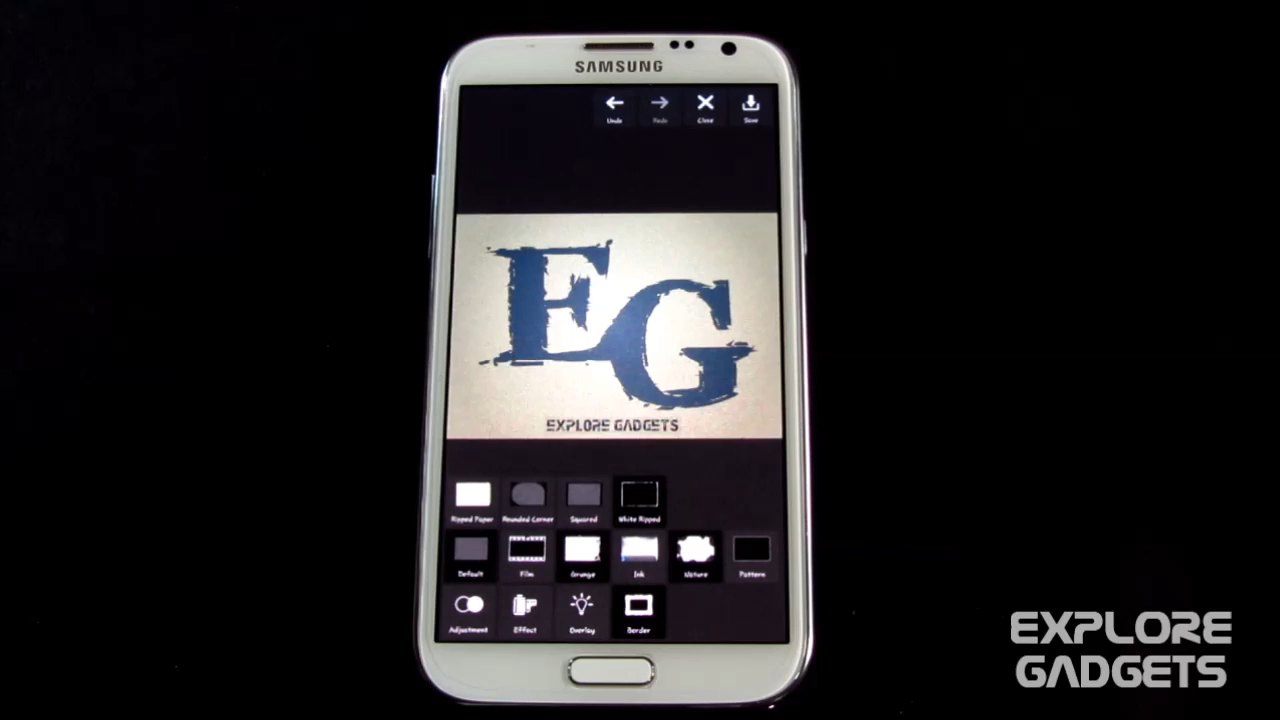 SAMSUNG
Undo Redo Close Save
EG
EXPLORE GADGETS
Ripped Paper Rounded Corner Squared White Ripped
Default Film Grunge Ink Nature Pattern
Adjustment Effect Overlay Border
EXPLORE
GADGETS